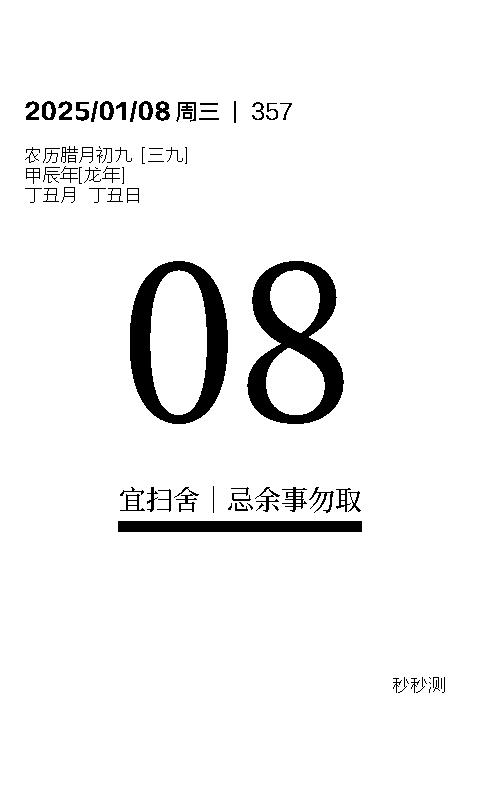 2025/01/08 周三 | 357
农历腊月初九 [三九]
甲辰年[龙年]
丁丑月 丁丑日
08
宜扫舍 | 忌余事勿取
秒秒测